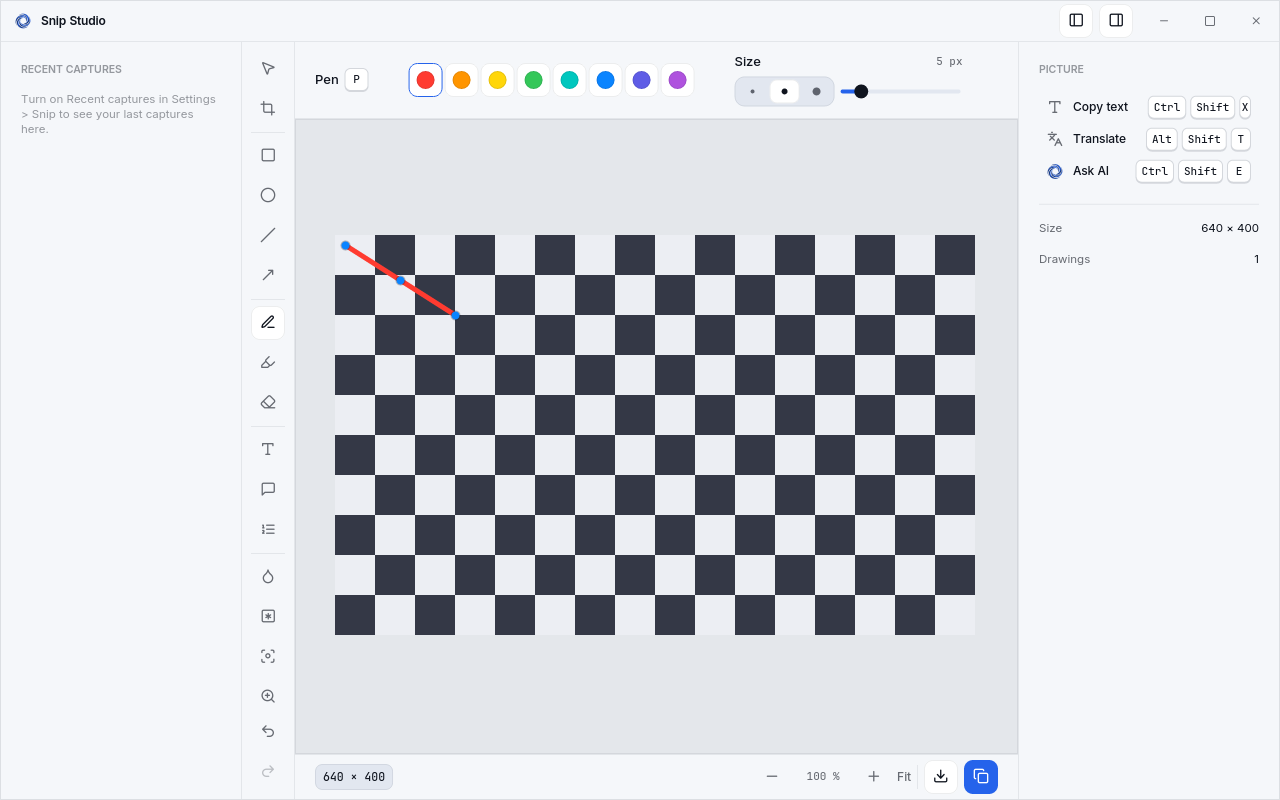 Snip Studio
RECENT CAPTURES
Turn on Recent captures in Settings
> Snip to see your last captures
here.
Pen P
Size 5 px
640 × 400
100 %
Fit
PICTURE
Copy text Ctrl Shift X
Translate Alt Shift T
Ask AI Ctrl Shift E
Size 640 × 400
Drawings 1